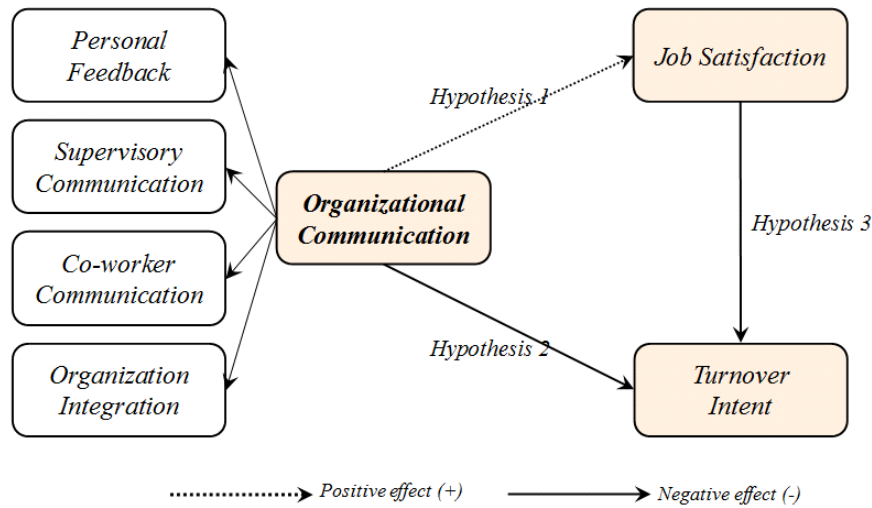 Personal
Feedback
Supervisory
Communication
Co-worker
Communication
Organization
Integration
Organizational
Communication
Hypothesis 1
Hypothesis 2
Job Satisfaction
Hypothesis 3
Turnover
Intent
Positive effect (+)
Negative effect (-)